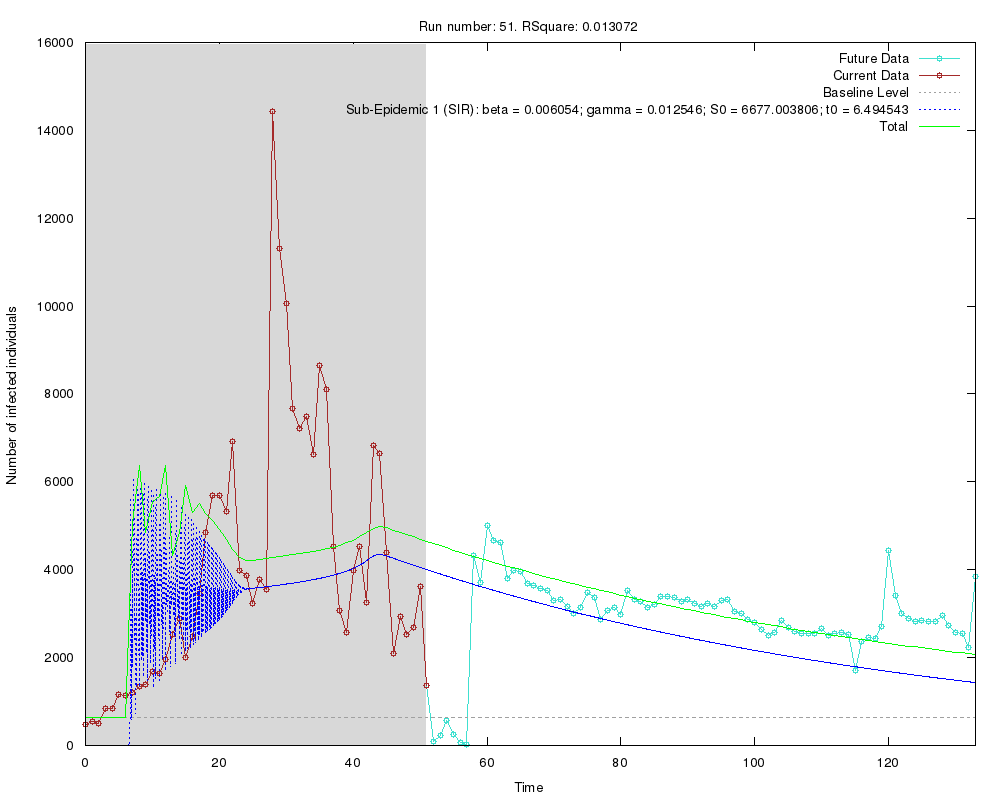 Run number: 51. RSquare: 0.013072
Number of infected individuals
16000
14000
12000
10000
8000
6000
4000
2000
0
Future Data
Current Data
Baseline Level
Sub-Epidemic 1 (SIR): beta = 0.006054; gamma = 0.012546; S0 = 6677.003806; t0 = 6.494543
Total
0 20 40 60 80 100 120
Time